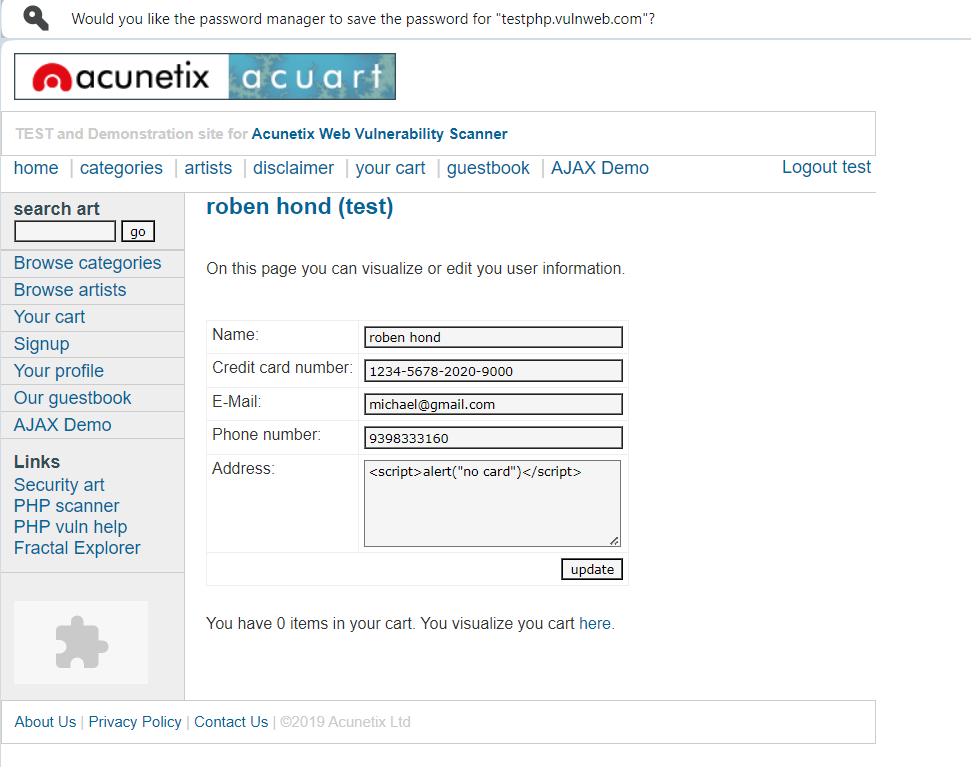 Would you like the password manager to save the password for "testphp.vulnweb.com"?
acunetix acuart
TEST and Demonstration site for Acunetix Web Vulnerability Scanner
home | categories | artists | disclaimer | your cart | guestbook | AJAX Demo Logout test
search art
go
Browse categories
Browse artists
Your cart
Signup
Your profile
Our guestbook
AJAX Demo
Links
Security art
PHP scanner
PHP vuln help
Fractal Explorer
roben hond (test)
On this page you can visualize or edit you user information.
Name: roben hond
Credit card number: 1234-5678-2020-9000
E-Mail: michael@gmail.com
Phone number: 9398333160
Address: <script>alert("no card")</script>
update
You have 0 items in your cart. You visualize you cart here.
About Us | Privacy Policy | Contact Us | ©2019 Acunetix Ltd